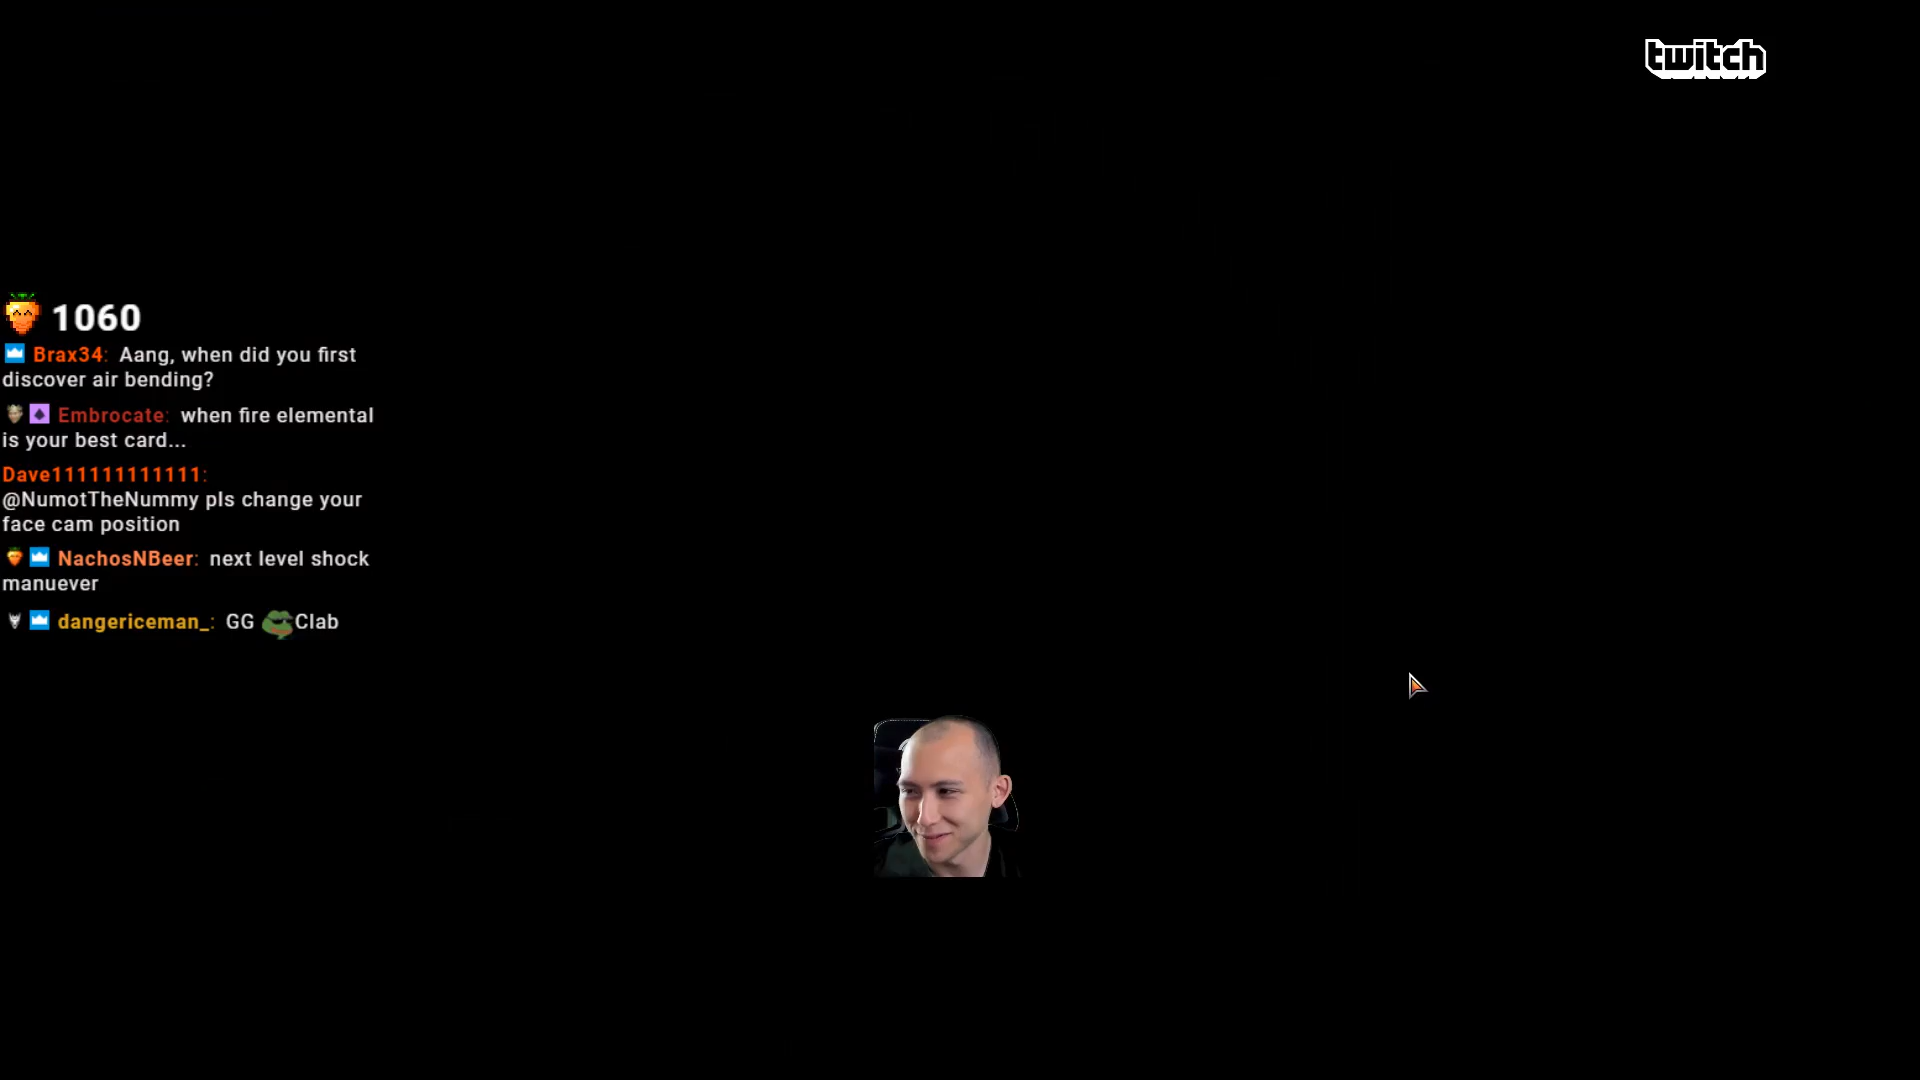 twitch
1060
Brax34: Aang, when did you first
discover air bending?
Embrocate: when fire elemental
is your best card...
Dave111111111111:
@NumotTheNummy pls change your
face cam position
NachosNBeer: next level shock
manuever
dangericeman_: GG Clab